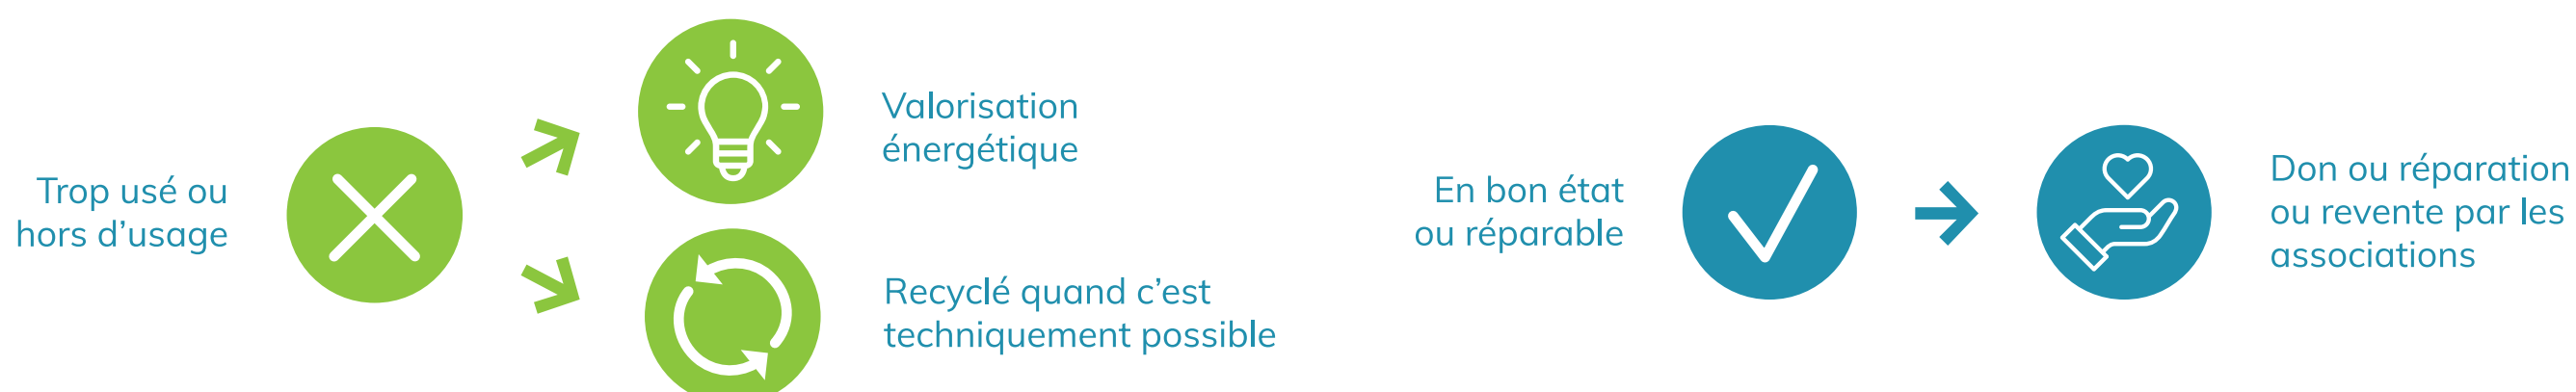 Trop usé ou
hors d’usage
Valorisation
énergétique
Recyclé quand c’est
techniquement possible
En bon état
ou réparable
Don ou réparation
ou revente par les
associations